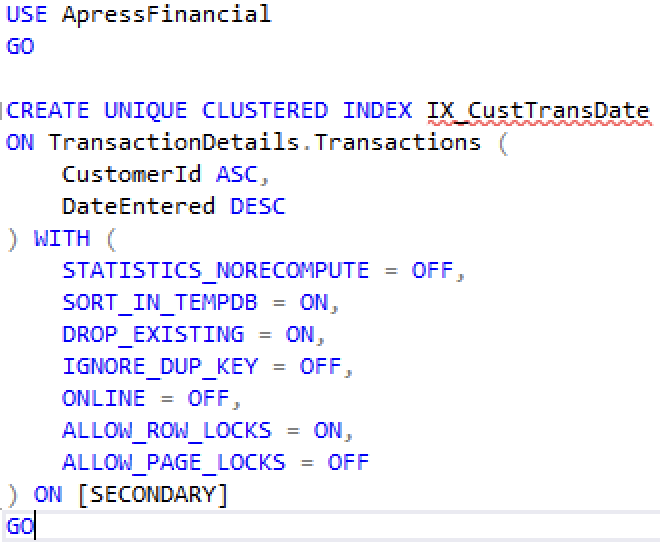 USE ApressFinancial
GO
CREATE UNIQUE CLUSTERED INDEX IX_CustTransDate
ON TransactionDetails.Transactions (
    CustomerId ASC,
    DateEntered DESC
) WITH (
    STATISTICS_NORECOMPUTE = OFF,
    SORT_IN_TEMPDB = ON,
    DROP_EXISTING = ON,
    IGNORE_DUP_KEY = OFF,
    ONLINE = OFF,
    ALLOW_ROW_LOCKS = ON,
    ALLOW_PAGE_LOCKS = OFF
) ON [SECONDARY]
GO